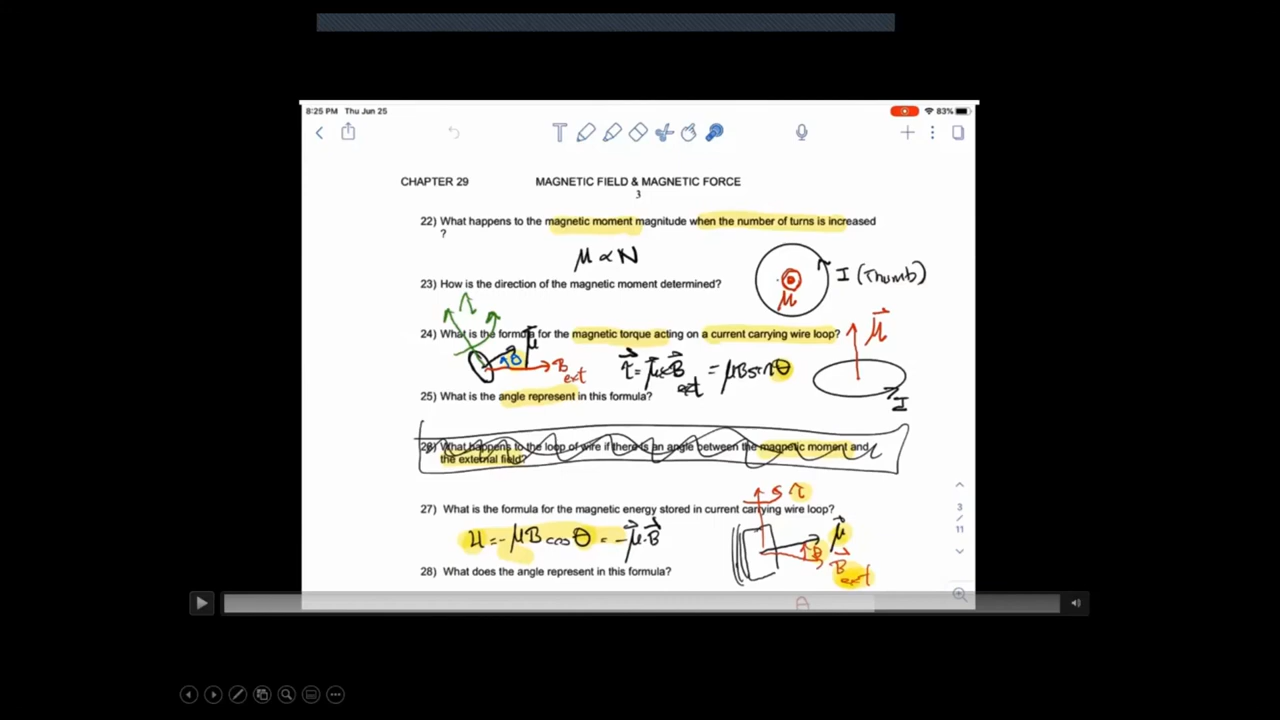 8:25 PM Thu Jun 25
83%
T
CHAPTER 29 MAGNETIC FIELD & MAGNETIC FORCE
3
22) What happens to the magnetic moment magnitude when the number of turns is increased
?
μ ∝ N
I (Thumb)
μ
23) How is the direction of the magnetic moment determined?
τ
24) What is the formula for the magnetic torque acting on a current carrying wire loop?
μ⃗
μ⃗
θ
B ext
τ⃗ = μ⃗ × B⃗ ext = μB sin θ
I
25) What is the angle represent in this formula?
26) What happens to the loop of wire if there is an angle between the magnetic moment and
the external field?
τ
27) What is the formula for the magnetic energy stored in current carrying wire loop?
U = -μB cos θ = -μ⃗·B⃗
μ⃗
θ
B⃗ ext
28) What does the angle represent in this formula?
3
/
11